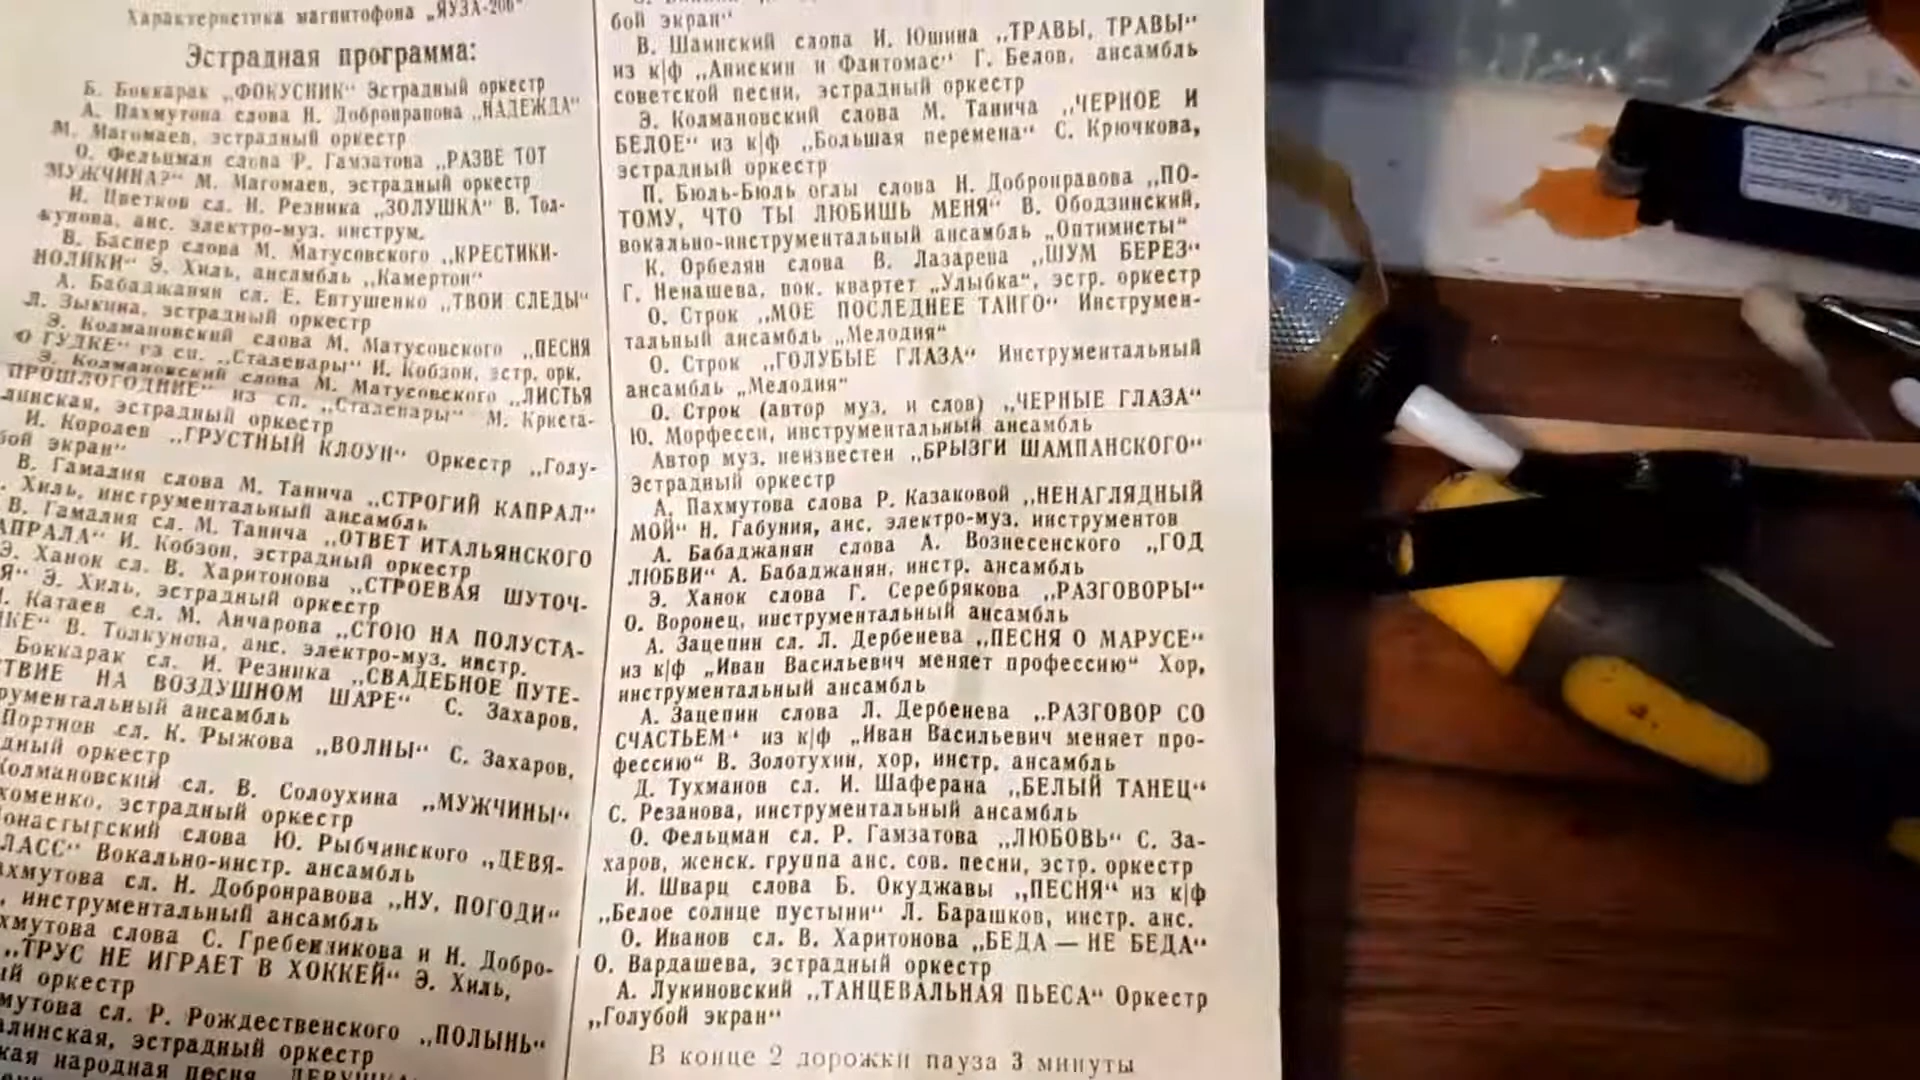 Характеристика магнитофона „ЯУЗА-206"
Эстрадная программа:
Б. Боккарак „ФОКУСНИК" Эстрадный оркестр
А. Пахмутова слова Н. Добронравова „НАДЕЖДА"
М. Магомаев, эстрадный оркестр
О. Фельцман слова Р. Гамзатова „РАЗВЕ ТОТ
МУЖЧИНА?" М. Магомаев, эстрадный оркестр
И. Цветков сл. И. Резника „ЗОЛУШКА" В. Тол-
кунова, анс. электро-муз. инструм.
В. Баснер слова М. Матусовского „КРЕСТИКИ-
НОЛИКИ" Э. Хиль, ансамбль „Камертон"
А. Бабаджанян сл. Е. Евтушенко „ТВОИ СЛЕДЫ"
Л. Зыкина, эстрадный оркестр
Э. Колмановский слова М. Матусовского „ПЕСНЯ
О ГУДКЕ" из сп. „Сталевары" И. Кобзон, эстр. орк.
Э. Колмановский слова М. Матусовского „ЛИСТЬЯ
ПРОШЛОГОДНИЕ" из сп. „Сталевары" М. Криста-
линская, эстрадный оркестр
И. Королев „ГРУСТНЫЙ КЛОУН" Оркестр „Голу-
бой экран"
В. Гамалия слова М. Танича „СТРОГИЙ КАПРАЛ"
. Хиль, инструментальный ансамбль
В. Гамалия сл. М. Танича „ОТВЕТ ИТАЛЬЯНСКОГО
АПРАЛА" И. Кобзон, эстрадный оркестр
Э. Ханок сл. В. Харитонова „СТРОЕВАЯ ШУТОЧ-
Я" Э. Хиль, эстрадный оркестр
. Катаев сл. М. Анчарова „СТОЮ НА ПОЛУСТА-
КЕ" В. Толкунова, анс. электро-муз. инстр.
Боккарак сл. И. Резника „СВАДЕБНОЕ ПУТЕ-
ТВИЕ НА ВОЗДУШНОМ ШАРЕ" С. Захаров,
рументальный ансамбль
Портнов сл. К. Рыжова „ВОЛНЫ" С. Захаров,
дный оркестр
Колмановский сл. В. Солоухина „МУЖЧИНЫ"
хоменко, эстрадный оркестр
онастырский слова Ю. Рыбчинского „ДЕВЯ-
ЛАСС" Вокально-инстр. ансамбль
ахмутова сл. Н. Добронравова „НУ, ПОГОДИ"
, инструментальный ансамбль
хмутова слова С. Гребенникова и Н. Добро-
„ТРУС НЕ ИГРАЕТ В ХОККЕЙ" Э. Хиль,
ый оркестр
мутова сл. Р. Рождественского „ПОЛЫНЬ"
алинская, эстрадный оркестр
кая народная песня
бой экран"
В. Шаинский слова И. Юшина „ТРАВЫ, ТРАВЫ"
из к|ф „Анискин и Фантомас" Г. Белов, ансамбль
советской песни, эстрадный оркестр
Э. Колмановский слова М. Танича „ЧЕРНОЕ И
БЕЛОЕ" из к|ф „Большая перемена" С. Крючкова,
эстрадный оркестр
П. Бюль-Бюль оглы слова Н. Добронравова „ПО-
ТОМУ, ЧТО ТЫ ЛЮБИШЬ МЕНЯ" В. Ободзинский,
вокально-инструментальный ансамбль „Оптимисты"
К. Орбелян слова В. Лазарева „ШУМ БЕРЕЗ"
Г. Ненашева, вок. квартет „Улыбка", эстр. оркестр
О. Строк „МОЕ ПОСЛЕДНЕЕ ТАНГО" Инструмен-
тальный ансамбль „Мелодия"
О. Строк „ГОЛУБЫЕ ГЛАЗА" Инструментальный
ансамбль „Мелодия"
О. Строк (автор муз. и слов) „ЧЕРНЫЕ ГЛАЗА"
Ю. Морфесси, инструментальный ансамбль
Автор муз. неизвестен „БРЫЗГИ ШАМПАНСКОГО"
Эстрадный оркестр
А. Пахмутова слова Р. Казаковой „НЕНАГЛЯДНЫЙ
МОЙ" Н. Габуния, анс. электро-муз. инструментов
А. Бабаджанян слова А. Вознесенского „ГОД
ЛЮБВИ" А. Бабаджанян, инстр. ансамбль
Э. Ханок слова Г. Серебрякова „РАЗГОВОРЫ"
О. Воронец, инструментальный ансамбль
А. Зацепин сл. Л. Дербенева „ПЕСНЯ О МАРУСЕ"
из к|ф „Иван Васильевич меняет профессию" Хор,
инструментальный ансамбль
А. Зацепин слова Л. Дербенева „РАЗГОВОР СО
СЧАСТЬЕМ" из к|ф „Иван Васильевич меняет про-
фессию" В. Золотухин, хор, инстр. ансамбль
Д. Тухманов сл. И. Шаферана „БЕЛЫЙ ТАНЕЦ"
С. Резанова, инструментальный ансамбль
О. Фельцман сл. Р. Гамзатова „ЛЮБОВЬ" С. За-
харов, женск. группа анс. сов. песни, эстр. оркестр
И. Шварц слова Б. Окуджавы „ПЕСНЯ" из к|ф
„Белое солнце пустыни" Л. Барашков, инстр. анс.
О. Иванов сл. В. Харитонова „БЕДА — НЕ БЕДА"
О. Вардашева, эстрадный оркестр
А. Лукиновский „ТАНЦЕВАЛЬНАЯ ПЬЕСА" Оркестр
„Голубой экран"
В конце 2 дорожки пауза 3 минуты